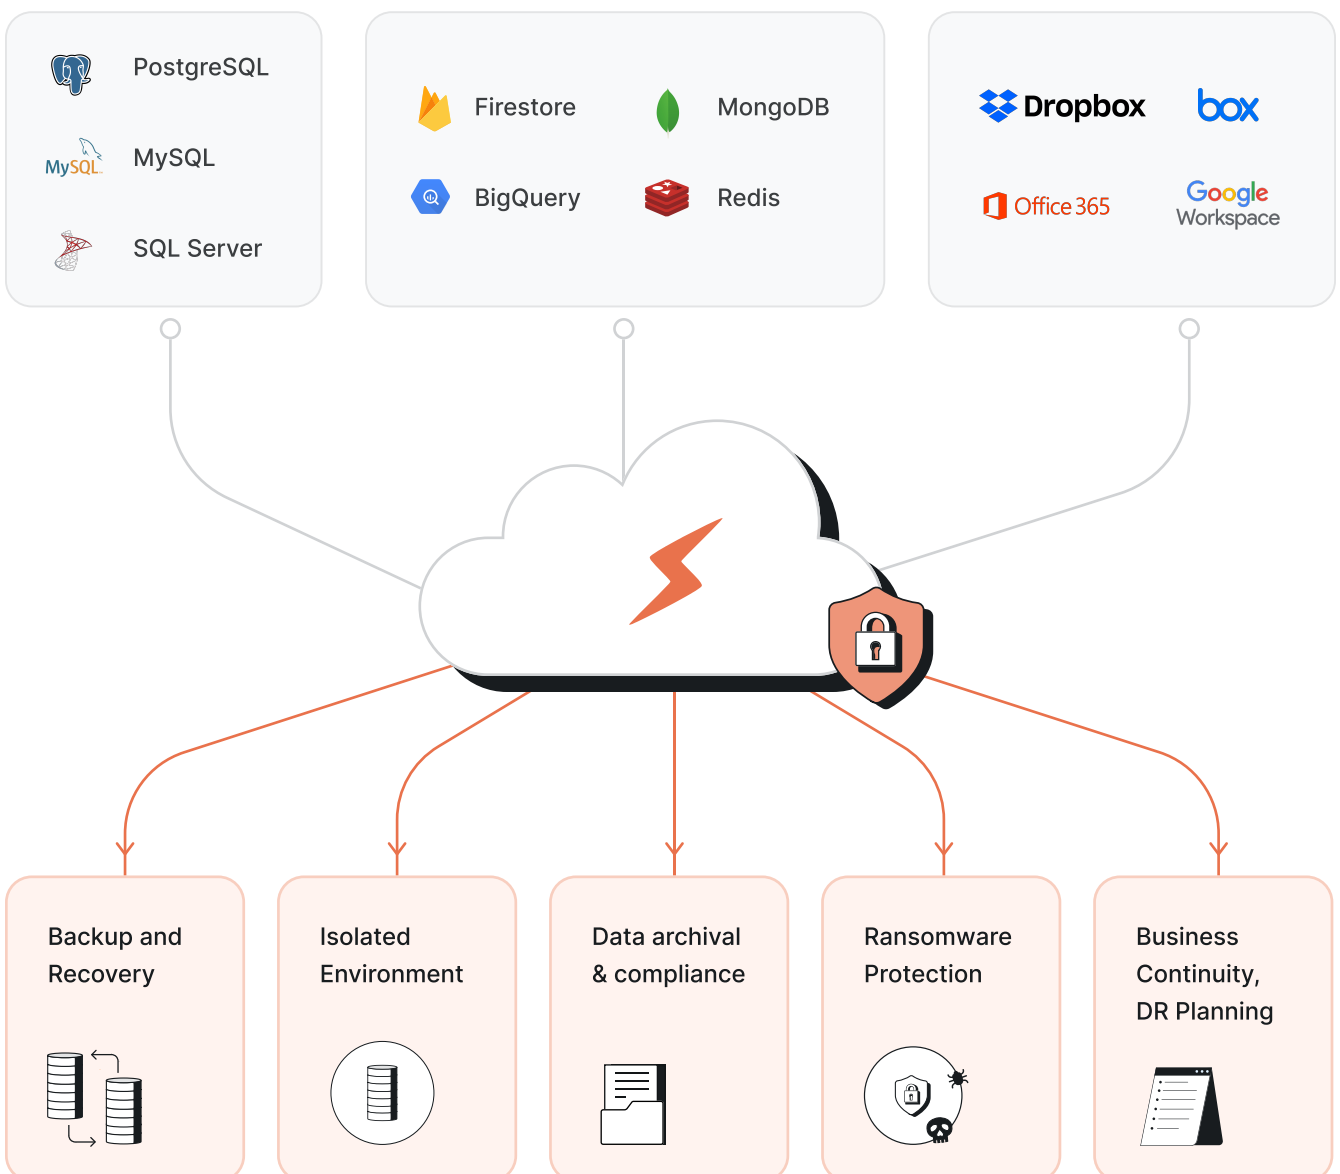 PostgreSQL
MySQL
MySQL
SQL Server
Firestore
MongoDB
BigQuery
Redis
Dropbox
box
Office 365
Google
Workspace
Backup and
Recovery
Isolated
Environment
Data archival
& compliance
Ransomware
Protection
Business
Continuity,
DR Planning